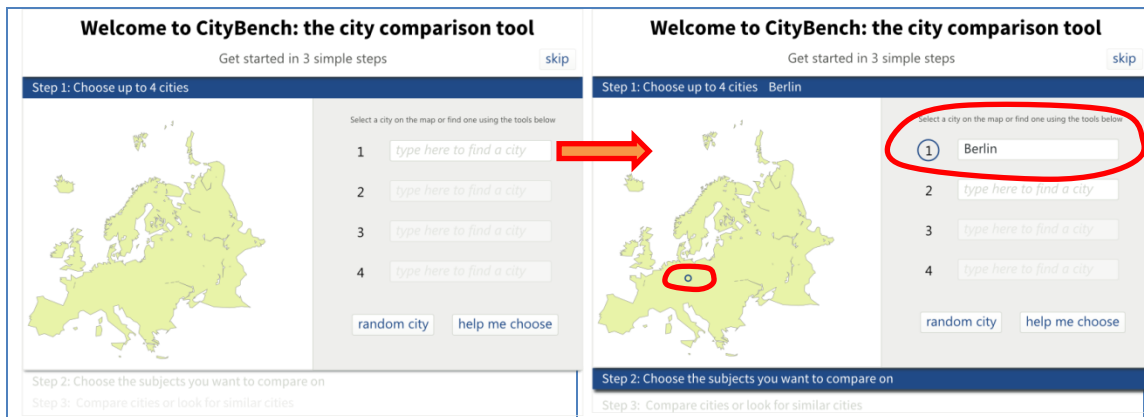 Welcome to CityBench: the city comparison tool
Get started in 3 simple steps
skip
Step 1: Choose up to 4 cities
Select a city on the map or find one using the tools below
1 type here to find a city
2 type here to find a city
3 type here to find a city
4 type here to find a city
random city help me choose
Step 2: Choose the subjects you want to compare on
Step 3: Compare cities or look for similar cities
Welcome to CityBench: the city comparison tool
Get started in 3 simple steps
skip
Step 1: Choose up to 4 cities Berlin
Select a city on the map or find one using the tools below
1 Berlin
2 type here to find a city
3 type here to find a city
4 type here to find a city
random city help me choose
Step 2: Choose the subjects you want to compare on
Step 3: Compare cities or look for similar cities